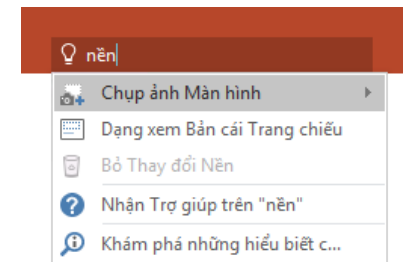 nền
Chụp ảnh Màn hình
Dạng xem Bản cái Trang chiếu
Bỏ Thay đổi Nền
Nhận Trợ giúp trên "nền"
Khám phá những hiểu biết c...